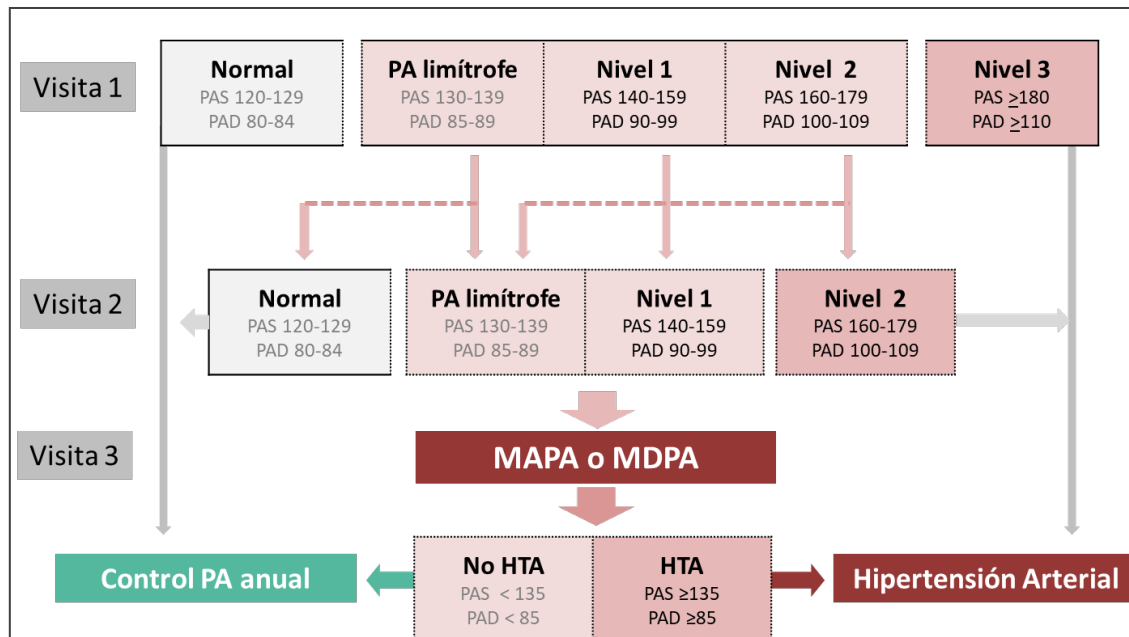 Visita 1
Normal
PAS 120-129
PAD 80-84
PA limítrofe
PAS 130-139
PAD 85-89
Nivel 1
PAS 140-159
PAD 90-99
Nivel 2
PAS 160-179
PAD 100-109
Nivel 3
PAS ≥180
PAD ≥110
Visita 2
Normal
PAS 120-129
PAD 80-84
PA limítrofe
PAS 130-139
PAD 85-89
Nivel 1
PAS 140-159
PAD 90-99
Nivel 2
PAS 160-179
PAD 100-109
Visita 3
MAPA o MDPA
Control PA anual
No HTA
PAS < 135
PAD < 85
HTA
PAS ≥135
PAD ≥85
Hipertensión Arterial